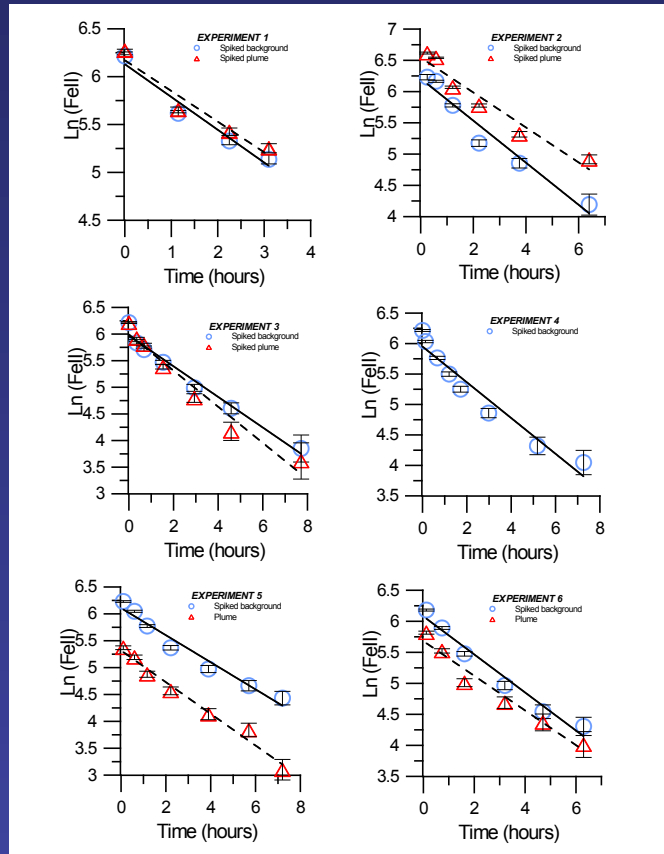 EXPERIMENT 1
Spiked background
Spiked plume
6.5
6
5.5
5
4.5
Ln (FeII)
0 1 2 3 4
Time (hours)
EXPERIMENT 2
Spiked background
Spiked plume
7
6.5
6
5.5
5
4.5
4
Ln (FeII)
0 2 4 6
Time (hours)
EXPERIMENT 3
Spiked background
Spiked plume
6.5
6
5.5
5
4.5
4
3.5
3
Ln (FeII)
0 2 4 6 8
Time (hours)
EXPERIMENT 4
Spiked background
6.5
6
5.5
5
4.5
4
3.5
Ln (FeII)
0 2 4 6 8
Time (hours)
EXPERIMENT 5
Spiked background
Plume
6.5
6
5.5
5
4.5
4
3.5
3
Ln (FeII)
0 2 4 6 8
Time (hours)
EXPERIMENT 6
Spiked background
Plume
6.5
6
5.5
5
4.5
4
3.5
Ln (FeII)
0 2 4 6
Time (hours)